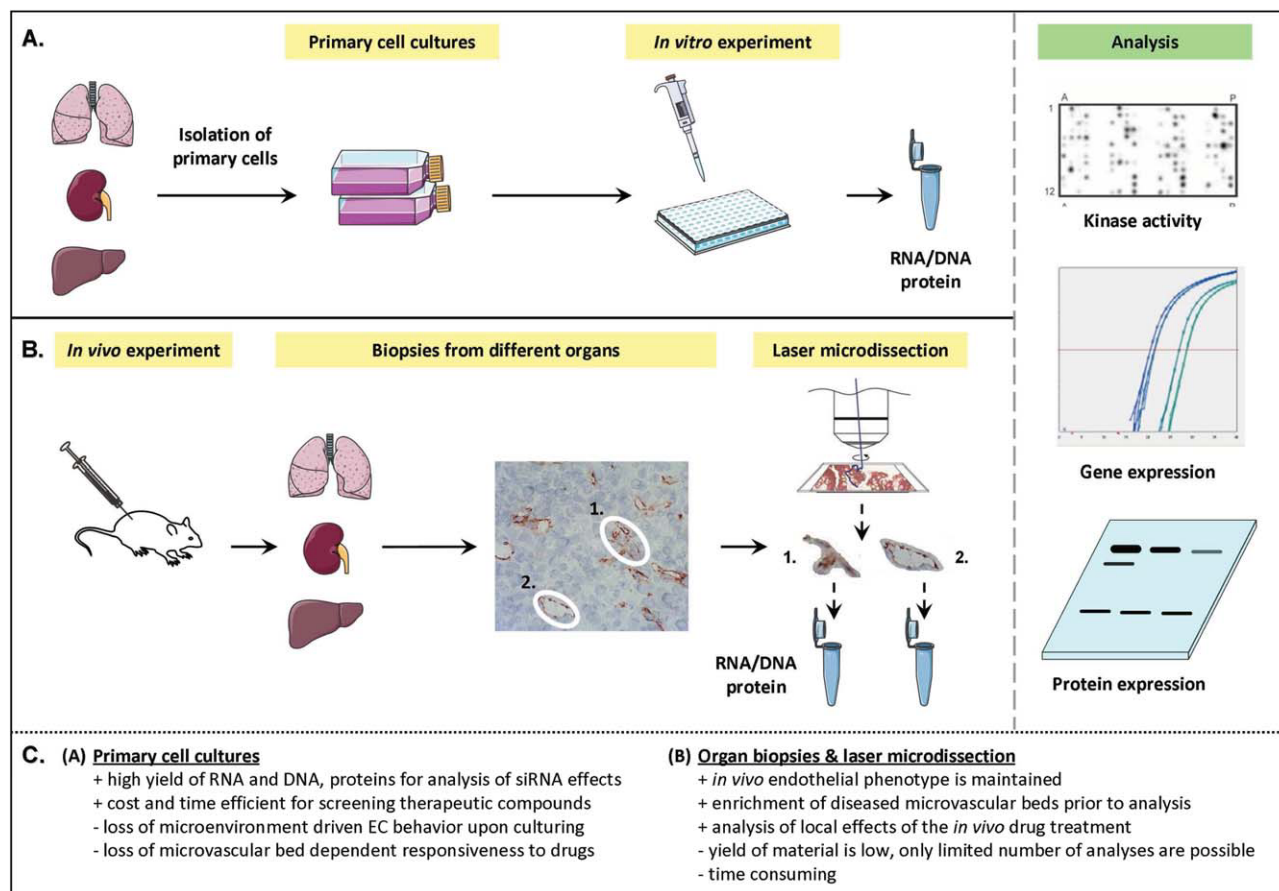 A.
Primary cell cultures
In vitro experiment
Analysis
Isolation of
primary cells
RNA/DNA
protein
A P
1
12
Kinase activity
B.
In vivo experiment
Biopsies from different organs
Laser microdissection
1.
2.
1.
2.
RNA/DNA
protein
Gene expression
Protein expression
C.
(A) Primary cell cultures
+ high yield of RNA and DNA, proteins for analysis of siRNA effects
+ cost and time efficient for screening therapeutic compounds
- loss of microenvironment driven EC behavior upon culturing
- loss of microvascular bed dependent responsiveness to drugs
(B) Organ biopsies & laser microdissection
+ in vivo endothelial phenotype is maintained
+ enrichment of diseased microvascular beds prior to analysis
+ analysis of local effects of the in vivo drug treatment
- yield of material is low, only limited number of analyses are possible
- time consuming